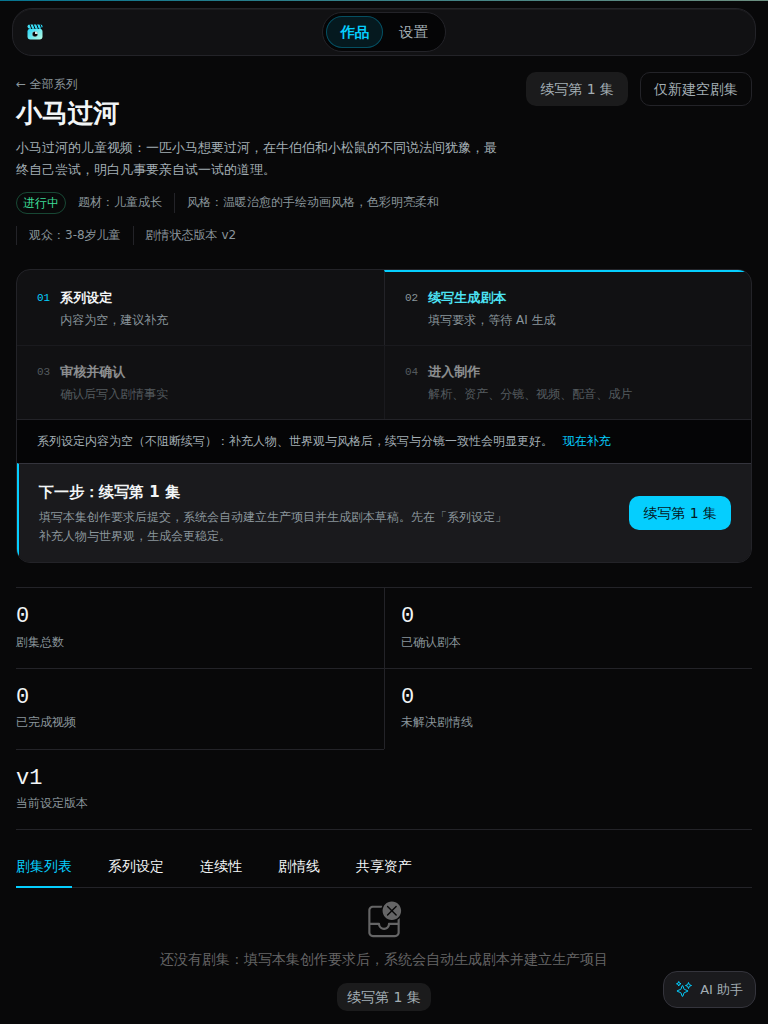 作品
设置
← 全部系列
续写第 1 集
仅新建空剧集
小马过河
小马过河的儿童视频：一匹小马想要过河，在牛伯伯和小松鼠的不同说法间犹豫，最
终自己尝试，明白凡事要亲自试一试的道理。
进行中
题材：儿童成长
风格：温暖治愈的手绘动画风格，色彩明亮柔和
观众：3-8岁儿童
剧情状态版本 v2
01 系列设定
内容为空，建议补充
02 续写生成剧本
填写要求，等待 AI 生成
03 审核并确认
确认后写入剧情事实
04 进入制作
解析、资产、分镜、视频、配音、成片
系列设定内容为空（不阻断续写）：补充人物、世界观与风格后，续写与分镜一致性会明显更好。 现在补充
下一步：续写第 1 集
填写本集创作要求后提交，系统会自动建立生产项目并生成剧本草稿。先在「系列设定」
补充人物与世界观，生成会更稳定。
续写第 1 集
0
剧集总数
0
已确认剧本
0
已完成视频
0
未解决剧情线
v1
当前设定版本
剧集列表
系列设定
连续性
剧情线
共享资产
还没有剧集：填写本集创作要求后，系统会自动生成剧本并建立生产项目
续写第 1 集
AI 助手